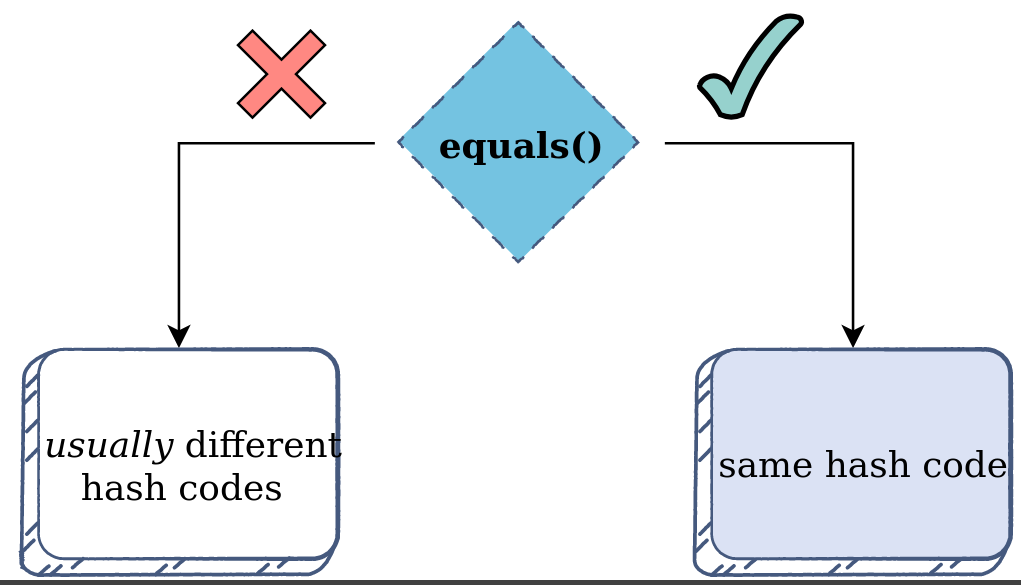 equals()
usually different
hash codes
same hash code